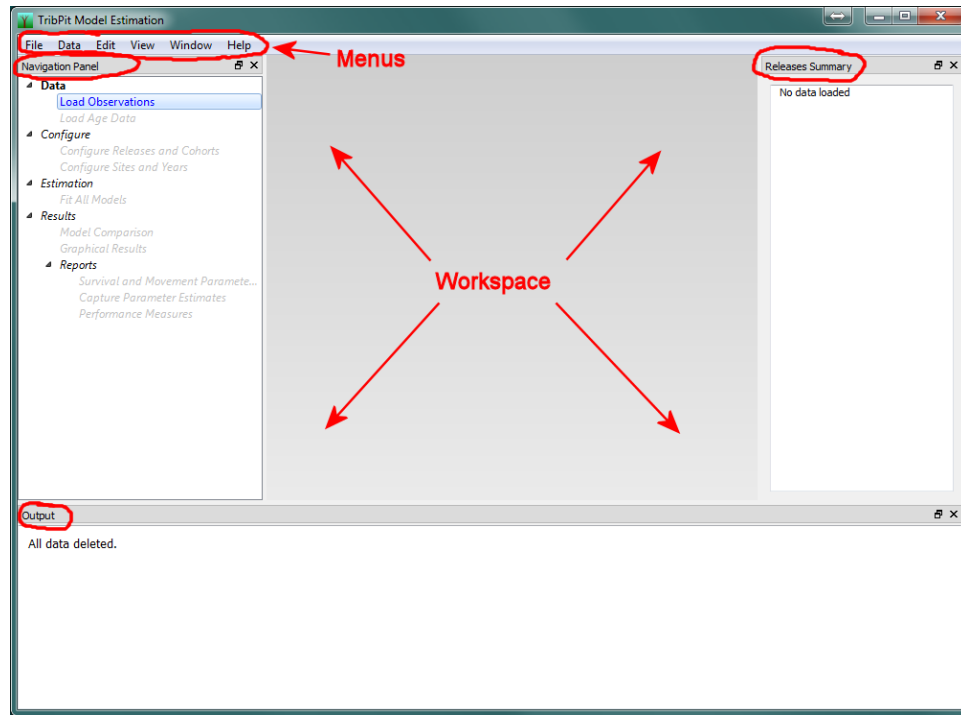 TribPit Model Estimation
File Data Edit View Window Help
Menus
Navigation Panel
Releases Summary
Data
Load Observations
Load Age Data
Configure
Configure Releases and Cohorts
Configure Sites and Years
Estimation
Fit All Models
Results
Model Comparison
Graphical Results
Reports
Survival and Movement Paramete...
Capture Parameter Estimates
Performance Measures
Workspace
No data loaded
Output
All data deleted.